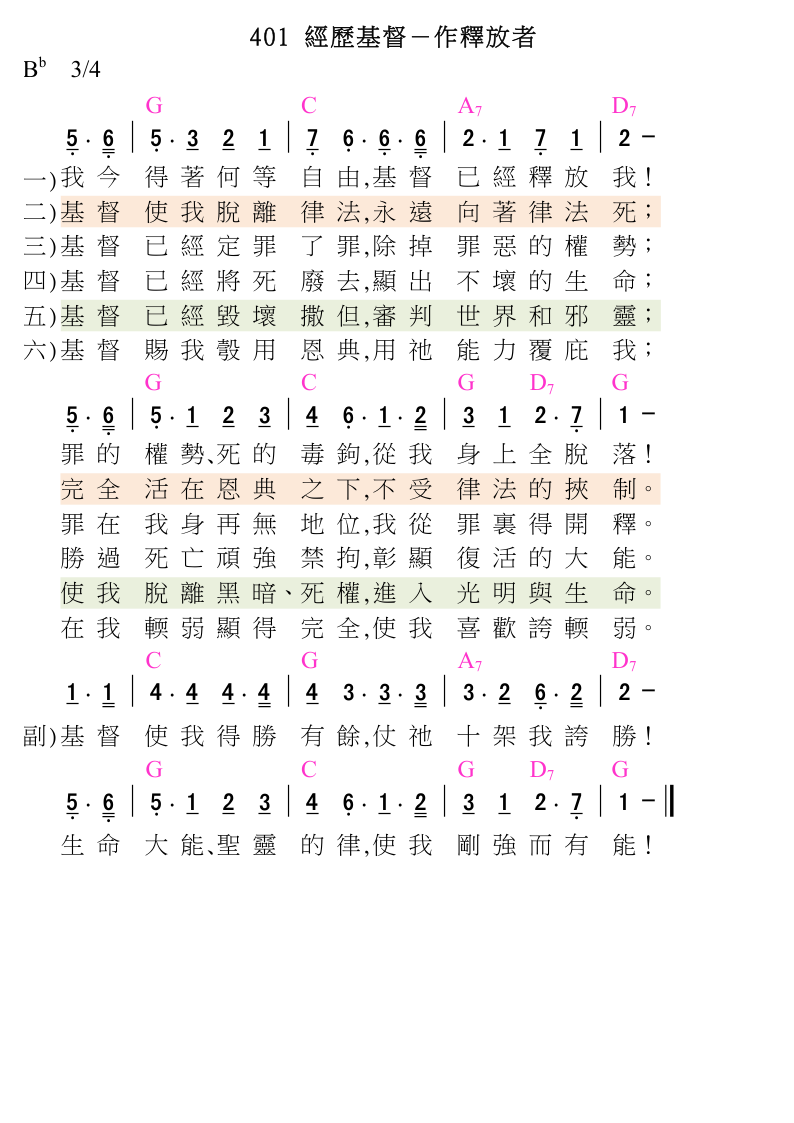 401 經歷基督－作釋放者
B♭ 3/4
G C A7 D7
5．6 | 5．3 2 1 | 7 6．6．6 | 2．1 7 1 | 2 －
一)我今 得著何等 自由,基督 已經釋放 我！
二)基督 使我脫離 律法,永遠 向著律法 死；
三)基督 已經定罪 了罪,除掉 罪惡的權 勢；
四)基督 已經將死 廢去,顯出 不壞的生 命；
五)基督 已經毀壞 撒但,審判 世界和邪 靈；
六)基督 賜我彀用 恩典,用祂 能力覆庇 我；
G C G D7 G
5．6 | 5．1 2 3 | 4 6．1．2 | 3 1 2．7 | 1 －
罪的 權勢、死的 毒鉤,從我 身上全脫 落！
完全 活在恩典 之下,不受 律法的挾 制。
罪在 我身再無 地位,我從 罪裏得開 釋。
勝過 死亡頑強 禁拘,彰顯 復活的大 能。
使我 脫離黑暗、死權,進入 光明與生 命。
在我 輭弱顯得 完全,使我 喜歡誇輭 弱。
C G A7 D7
1．1 | 4．4 4．4 | 4 3．3．3 | 3．2 6．2 | 2 －
副)基督 使我得勝 有餘,仗祂 十架我誇 勝！
G C G D7 G
5．6 | 5．1 2 3 | 4 6．1．2 | 3 1 2．7 | 1 － ‖
生命 大能、聖靈 的律,使我 剛強而有 能！